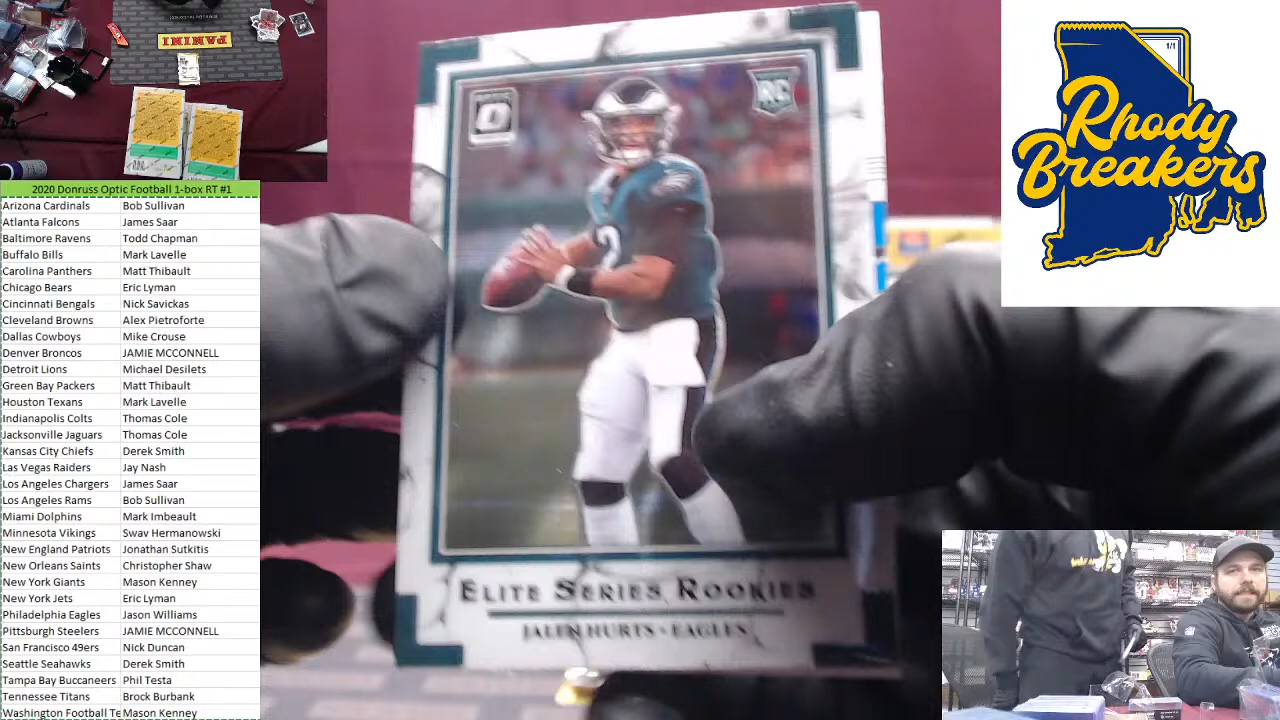 PANINI
2020 Donruss Optic Football 1-box RT #1
Arizona Cardinals Bob Sullivan
Atlanta Falcons James Saar
Baltimore Ravens Todd Chapman
Buffalo Bills Mark Lavelle
Carolina Panthers Matt Thibault
Chicago Bears Eric Lyman
Cincinnati Bengals Nick Savickas
Cleveland Browns Alex Pietroforte
Dallas Cowboys Mike Crouse
Denver Broncos JAMIE MCCONNELL
Detroit Lions Michael Desilets
Green Bay Packers Matt Thibault
Houston Texans Mark Lavelle
Indianapolis Colts Thomas Cole
Jacksonville Jaguars Thomas Cole
Kansas City Chiefs Derek Smith
Las Vegas Raiders Jay Nash
Los Angeles Chargers James Saar
Los Angeles Rams Bob Sullivan
Miami Dolphins Mark Imbeault
Minnesota Vikings Swav Hermanowski
New England Patriots Jonathan Sutkitis
New Orleans Saints Christopher Shaw
New York Giants Mason Kenney
New York Jets Eric Lyman
Philadelphia Eagles Jason Williams
Pittsburgh Steelers JAMIE MCCONNELL
San Francisco 49ers Nick Duncan
Seattle Seahawks Derek Smith
Tampa Bay Buccaneers Phil Testa
Tennessee Titans Brock Burbank
Washington Football Te Mason Kenney
RC
2
ELITE SERIES ROOKIES
JALEN HURTS • EAGLES
1/1
Rhody
Breakers